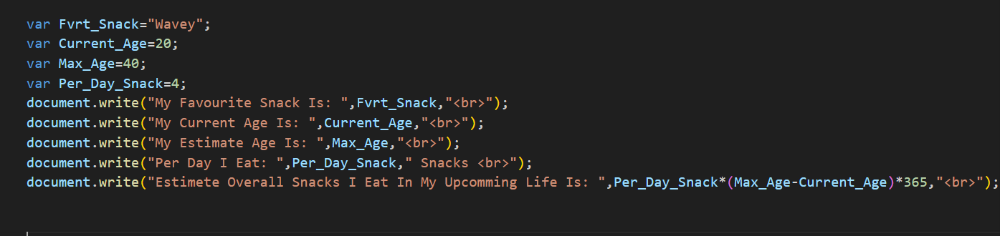 var Fvrt_Snack="Wavey";
var Current_Age=20;
var Max_Age=40;
var Per_Day_Snack=4;
document.write("My Favourite Snack Is: ",Fvrt_Snack,"<br>");
document.write("My Current Age Is: ",Current_Age,"<br>");
document.write("My Estimate Age Is: ",Max_Age,"<br>");
document.write("Per Day I Eat: ",Per_Day_Snack," Snacks <br>");
document.write("Estimete Overall Snacks I Eat In My Upcomming Life Is: ",Per_Day_Snack*(Max_Age-Current_Age)*365,"<br>");